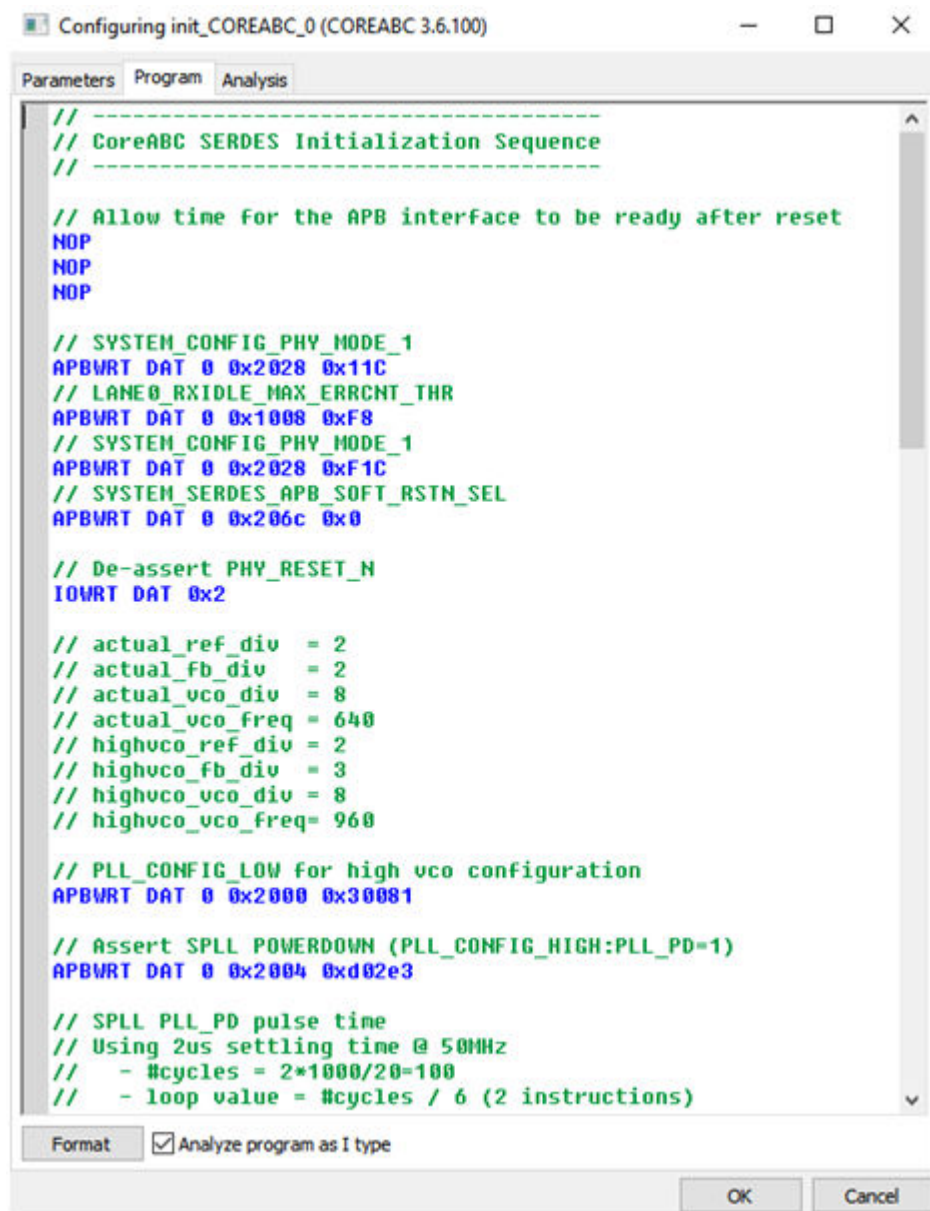 Configuring init_COREABC_0 (COREABC 3.6.100)
Parameters Program Analysis
// ---------------------------------------
// CoreABC SERDES Initialization Sequence
// ---------------------------------------
// Allow time for the APB interface to be ready after reset
NOP
NOP
NOP
// SYSTEM_CONFIG_PHY_MODE_1
APBWRT DAT 0 0x2028 0x11C
// LANE0_RXIDLE_MAX_ERRCNT_THR
APBWRT DAT 0 0x1008 0xF8
// SYSTEM_CONFIG_PHY_MODE_1
APBWRT DAT 0 0x2028 0xF1C
// SYSTEM_SERDES_APB_SOFT_RSTN_SEL
APBWRT DAT 0 0x206c 0x0
// De-assert PHY_RESET_N
IOWRT DAT 0x2
// actual_ref_div  = 2
// actual_fb_div   = 2
// actual_vco_div  = 8
// actual_vco_freq = 640
// highvco_ref_div = 2
// highvco_fb_div  = 3
// highvco_vco_div = 8
// highvco_vco_freq= 960
// PLL_CONFIG_LOW for high vco configuration
APBWRT DAT 0 0x2000 0x30081
// Assert SPLL POWERDOWN (PLL_CONFIG_HIGH:PLL_PD=1)
APBWRT DAT 0 0x2004 0xd02e3
// SPLL PLL_PD pulse time
// Using 2us settling time @ 50MHz
//   - #cycles = 2*1000/20=100
//   - loop value = #cycles / 6 (2 instructions)
Format Analyze program as I type
OK Cancel